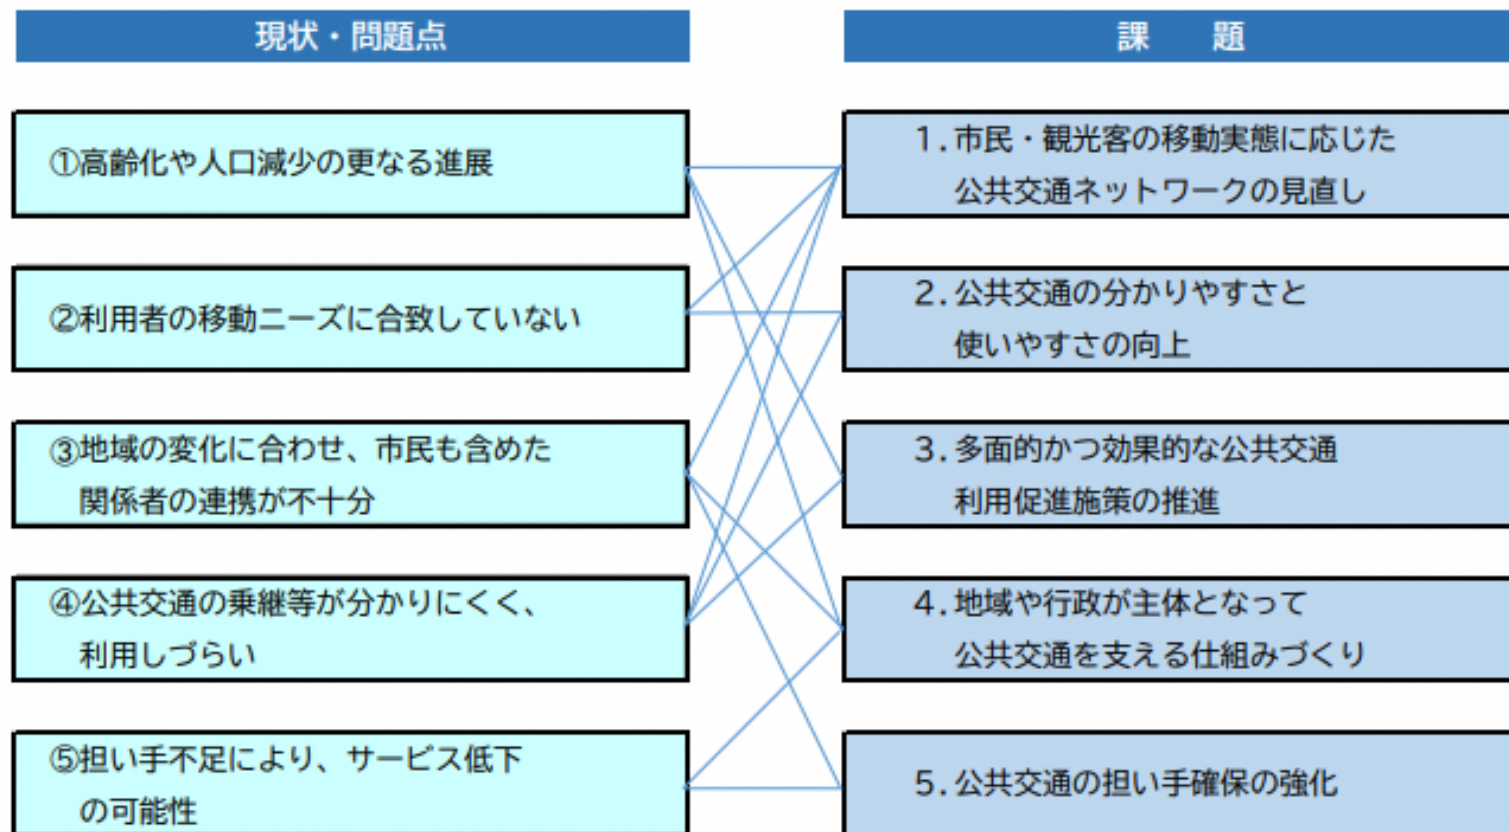 現状・問題点
課　　題
①高齢化や人口減少の更なる進展
②利用者の移動ニーズに合致していない
③地域の変化に合わせ、市民も含めた
関係者の連携が不十分
④公共交通の乗継等が分かりにくく、
利用しづらい
⑤担い手不足により、サービス低下
の可能性
１．市民・観光客の移動実態に応じた
公共交通ネットワークの見直し
２．公共交通の分かりやすさと
使いやすさの向上
３．多面的かつ効果的な公共交通
利用促進施策の推進
４．地域や行政が主体となって
公共交通を支える仕組みづくり
５．公共交通の担い手確保の強化